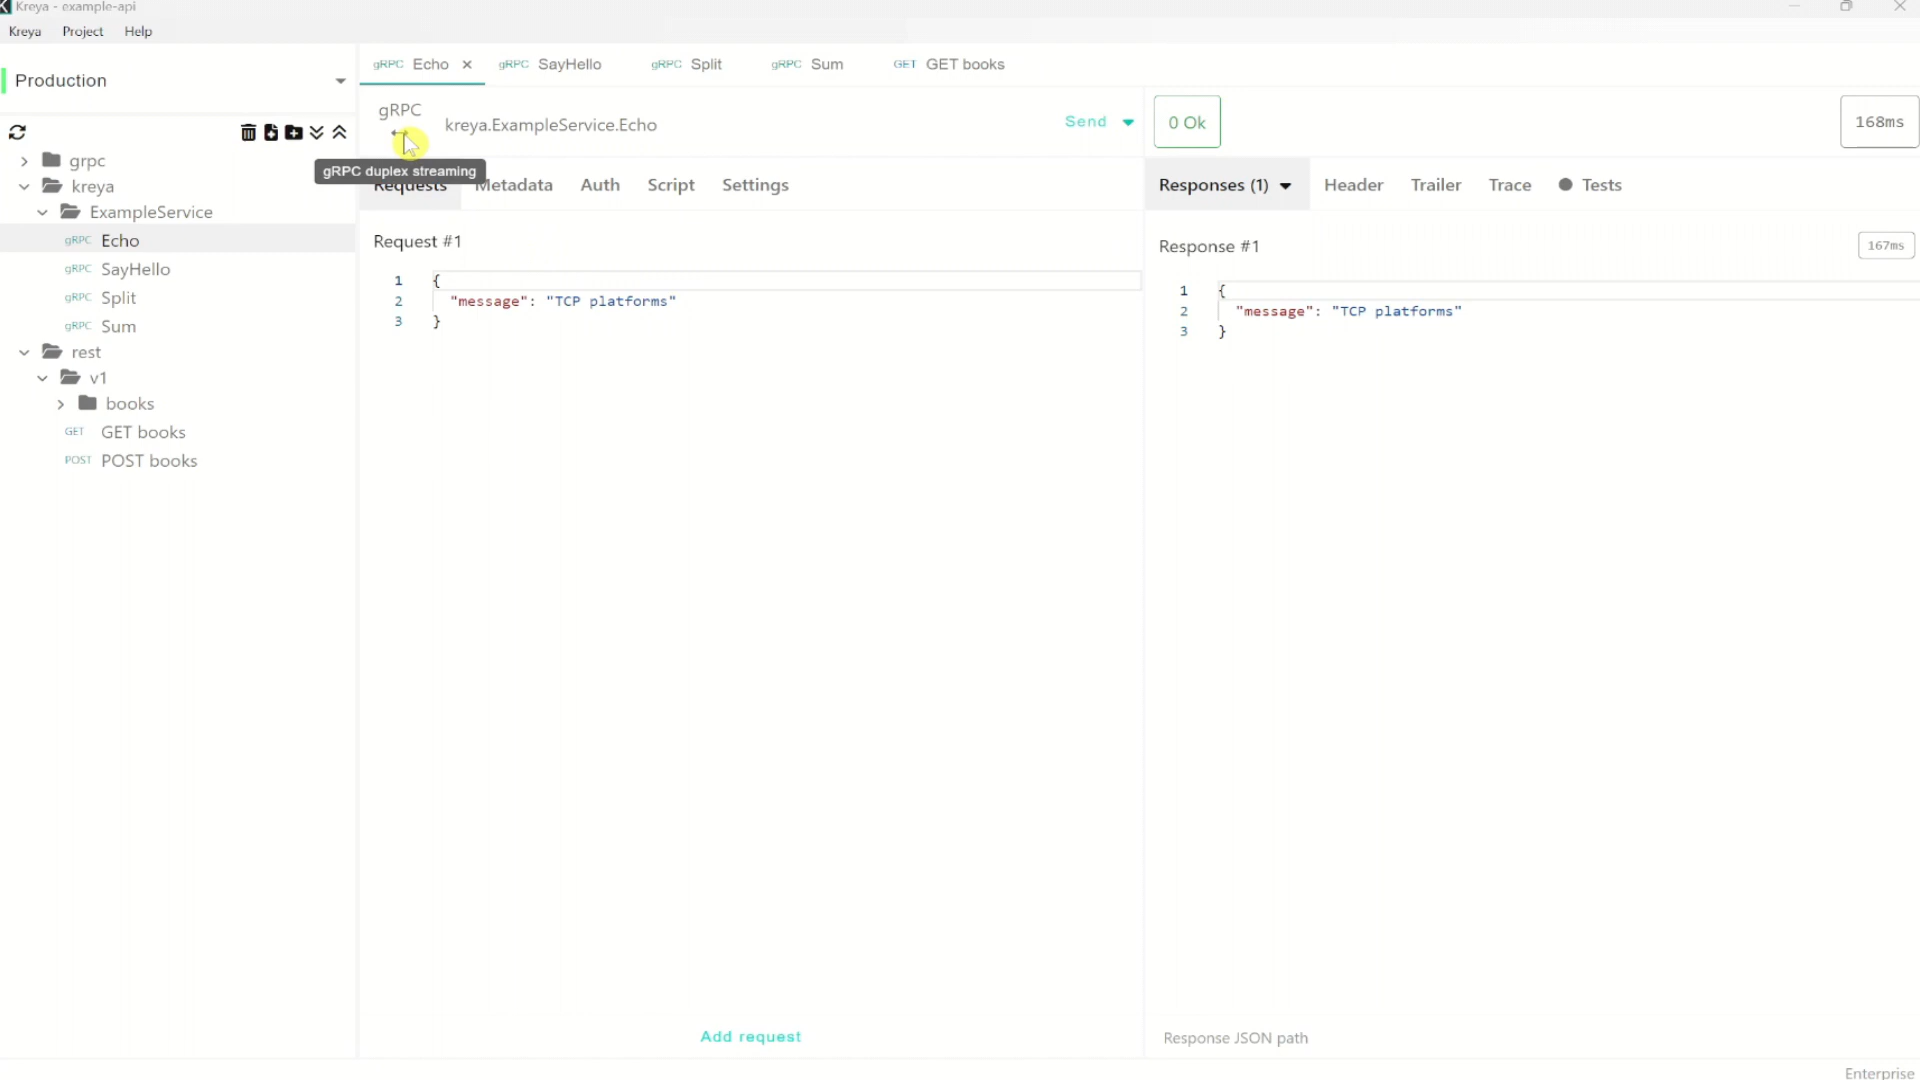 Kreya - example-api
Kreya Project Help
Production
gRPC Echo
gRPC SayHello
gRPC Split
gRPC Sum
GET GET books
gRPC
kreya.ExampleService.Echo
Send
0 Ok
168ms
gRPC duplex streaming
Requests Metadata Auth Script Settings
Responses (1) Header Trailer Trace Tests
grpc
kreya
ExampleService
gRPC Echo
gRPC SayHello
gRPC Split
gRPC Sum
rest
v1
books
GET GET books
POST POST books
Request #1
1 {
2 "message": "TCP platforms"
3 }
Add request
Response #1
167ms
1 {
2 "message": "TCP platforms"
3 }
Response JSON path
Enterprise